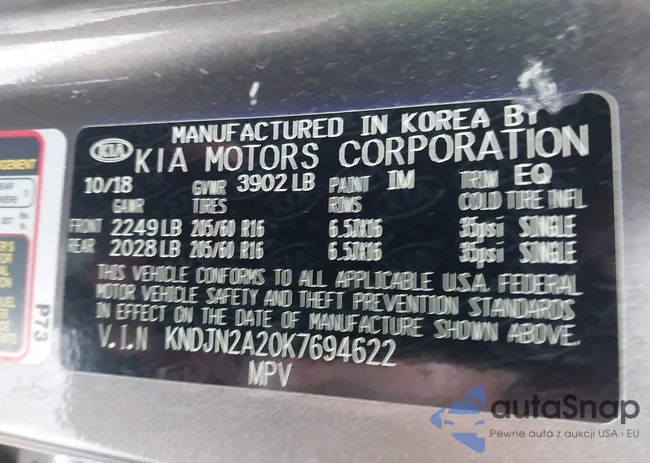 MANUFACTURED IN KOREA BY
KIA KIA MOTORS CORPORATION
10/18 GVWR 3902 LB PAINT IM TRIM EQ
GAWR TIRES RIMS COLD TIRE INFL
FRONT 2249 LB 205/60 R16 6.5JX16 35psi SINGLE
REAR 2028 LB 205/60 R16 6.5JX16 35psi SINGLE
THIS VEHICLE CONFORMS TO ALL APPLICABLE U.S.A. FEDERAL
MOTOR VEHICLE SAFETY AND THEFT PREVENTION STANDARDS
IN EFFECT ON THE DATE OF MANUFACTURE SHOWN ABOVE.
V.I.N KNDJN2A20K7694622
MPV
P73
autaSnap
Pewne auta z aukcji USA i EU